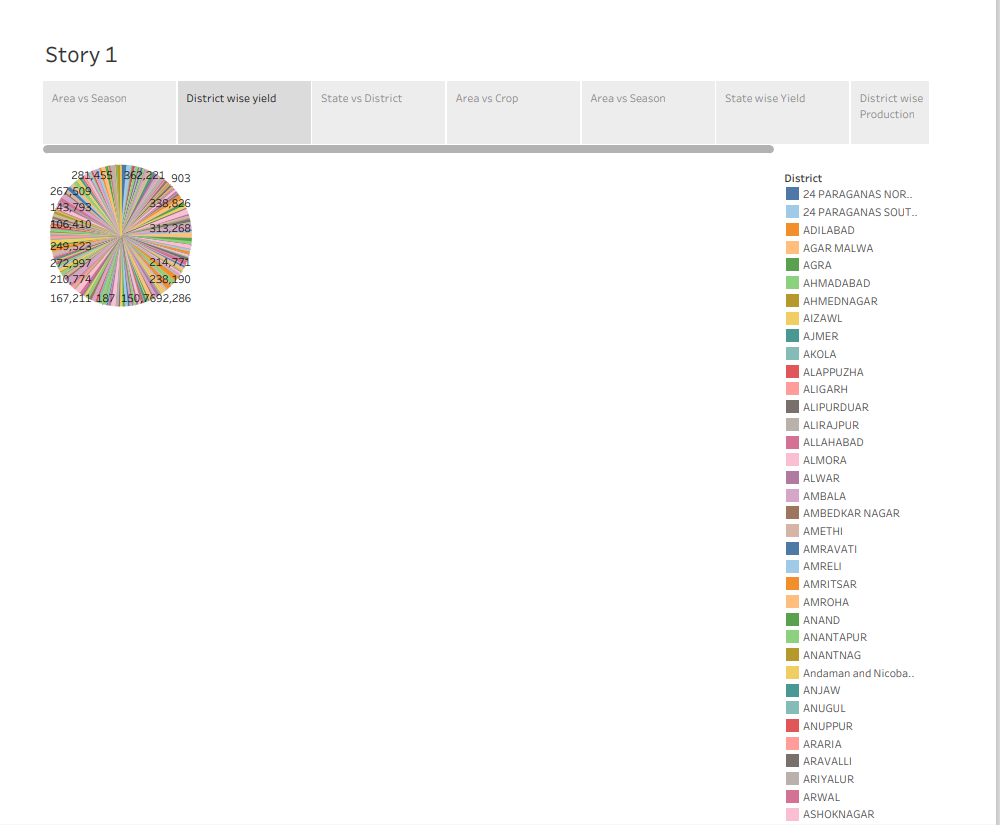 Story 1
Area vs Season
District wise yield
State vs District
Area vs Crop
Area vs Season
State wise Yield
District wise
Production
281,455 362,221 903
267,509 338,826
143,793
106,410 313,268
249,523
272,997 214,771
210,774 238,190
167,211 187 150,7692,286
District
24 PARAGANAS NOR..
24 PARAGANAS SOUT..
ADILABAD
AGAR MALWA
AGRA
AHMADABAD
AHMEDNAGAR
AIZAWL
AJMER
AKOLA
ALAPPUZHA
ALIGARH
ALIPURDUAR
ALIRAJPUR
ALLAHABAD
ALMORA
ALWAR
AMBALA
AMBEDKAR NAGAR
AMETHI
AMRAVATI
AMRELI
AMRITSAR
AMROHA
ANAND
ANANTAPUR
ANANTNAG
Andaman and Nicoba..
ANJAW
ANUGUL
ANUPPUR
ARARIA
ARAVALLI
ARIYALUR
ARWAL
ASHOKNAGAR